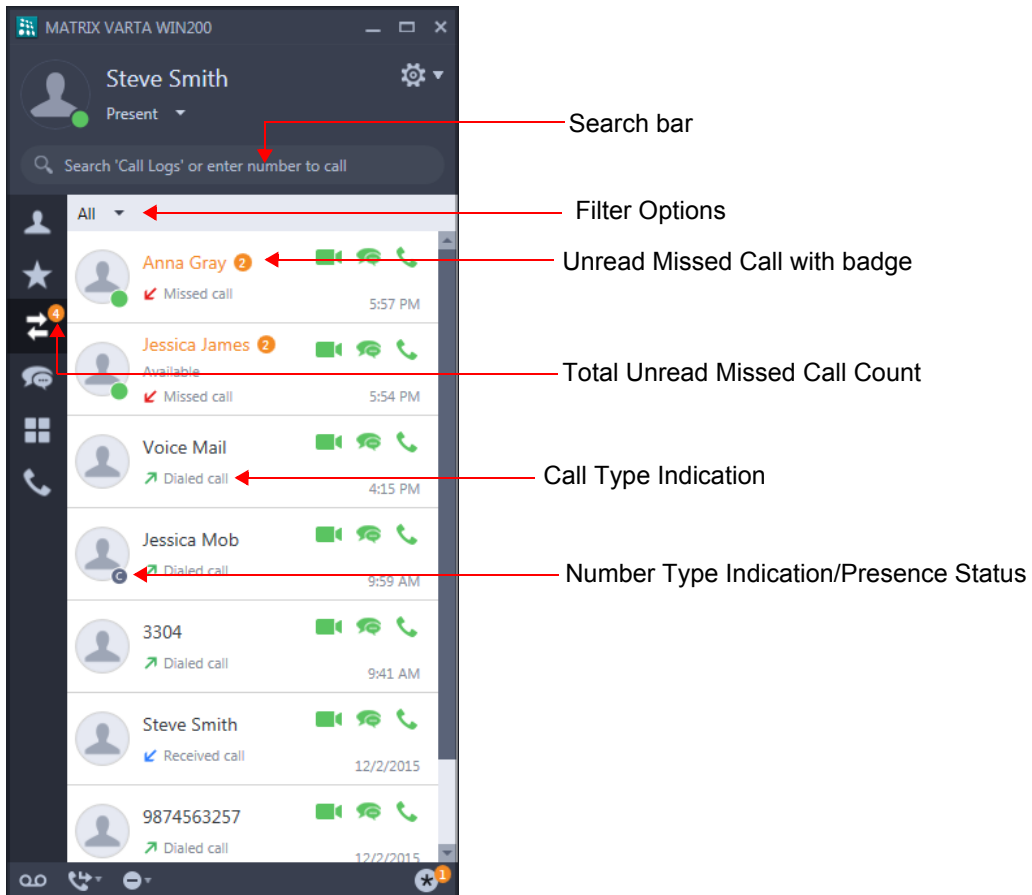 MATRIX VARTA WIN200
Steve Smith
Present
Search bar
Search 'Call Logs' or enter number to call
All
Filter Options
Anna Gray 2
Unread Missed Call with badge
Missed call
5:57 PM
4
Jessica James 2
Available
Total Unread Missed Call Count
Missed call
5:54 PM
Voice Mail
Dialed call
Call Type Indication
4:15 PM
Jessica Mob
C
Dialed call
Number Type Indication/Presence Status
9:59 AM
3304
Dialed call
9:41 AM
Steve Smith
Received call
12/2/2015
9874563257
Dialed call
12/2/2015
1